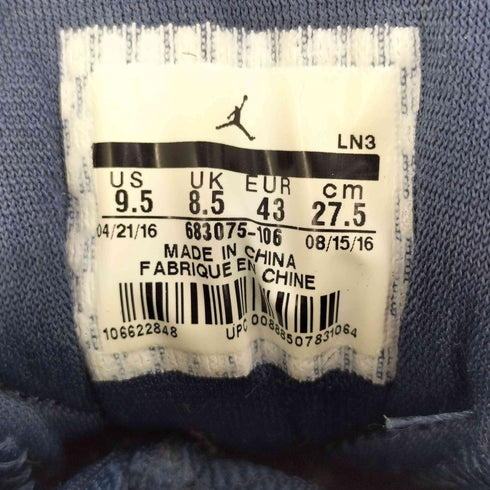 LN3
US UK EUR cm
9.5 8.5 43 27.5
04/21/16 683075-106 08/15/16
MADE IN CHINA
FABRIQUE EN CHINE
106622848 UPC 00888507831064